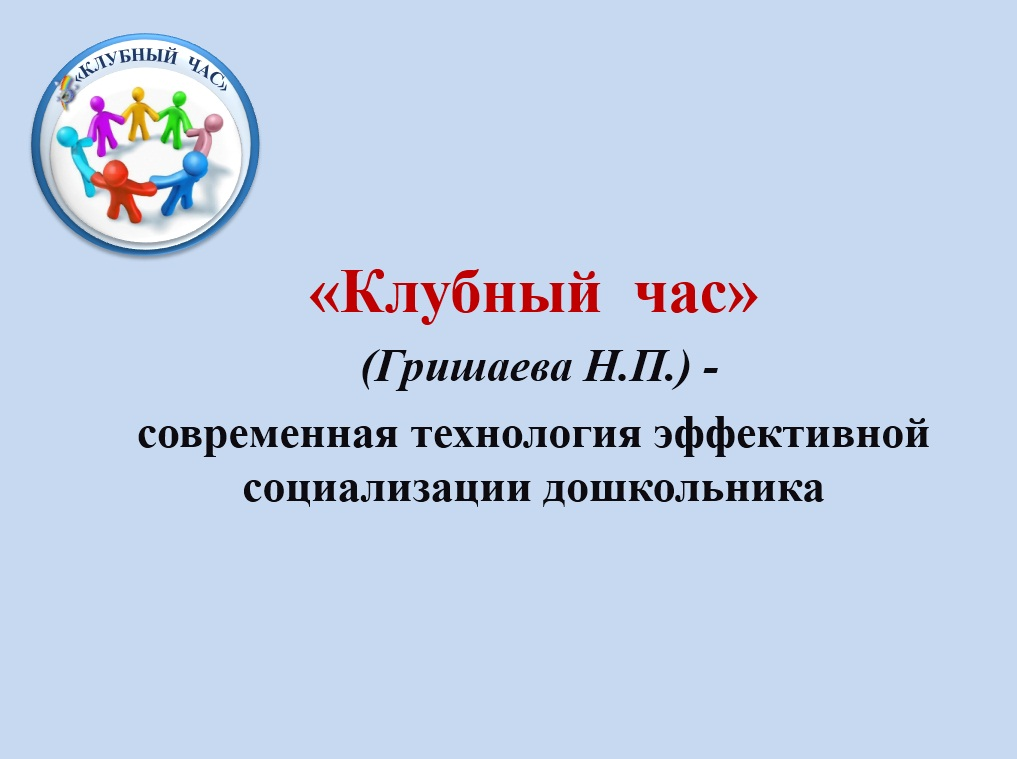 «КЛУБНЫЙ ЧАС»
«Клубный час»
(Гришаева Н.П.) -
современная технология эффективной
социализации дошкольника